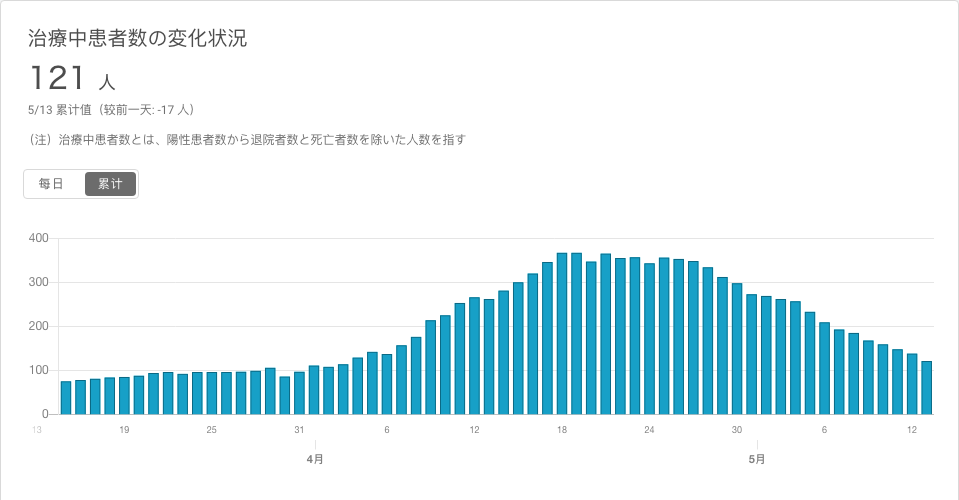 治療中患者数の変化状況
121 人
5/13 累计值（较前一天: -17 人）
（注）治療中患者数とは、陽性患者数から退院者数と死亡者数を除いた人数を指す
每日 累计
400
300
200
100
0
13 19 25 31 6 12 18 24 30 6 12
4月 5月